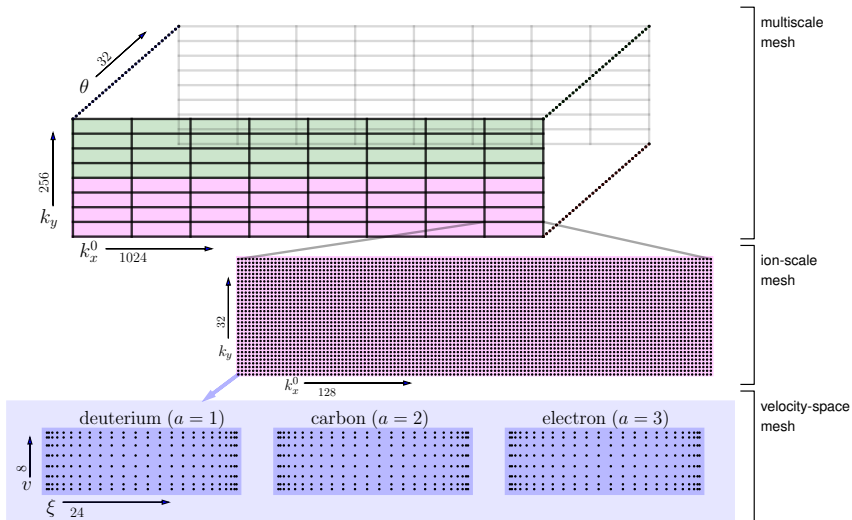 multiscale
mesh
32
θ
256
k_y
k_x^0
1024
ion-scale
mesh
32
k_y
k_x^0
128
velocity-space
mesh
deuterium (a = 1)
carbon (a = 2)
electron (a = 3)
8
v
ξ
24